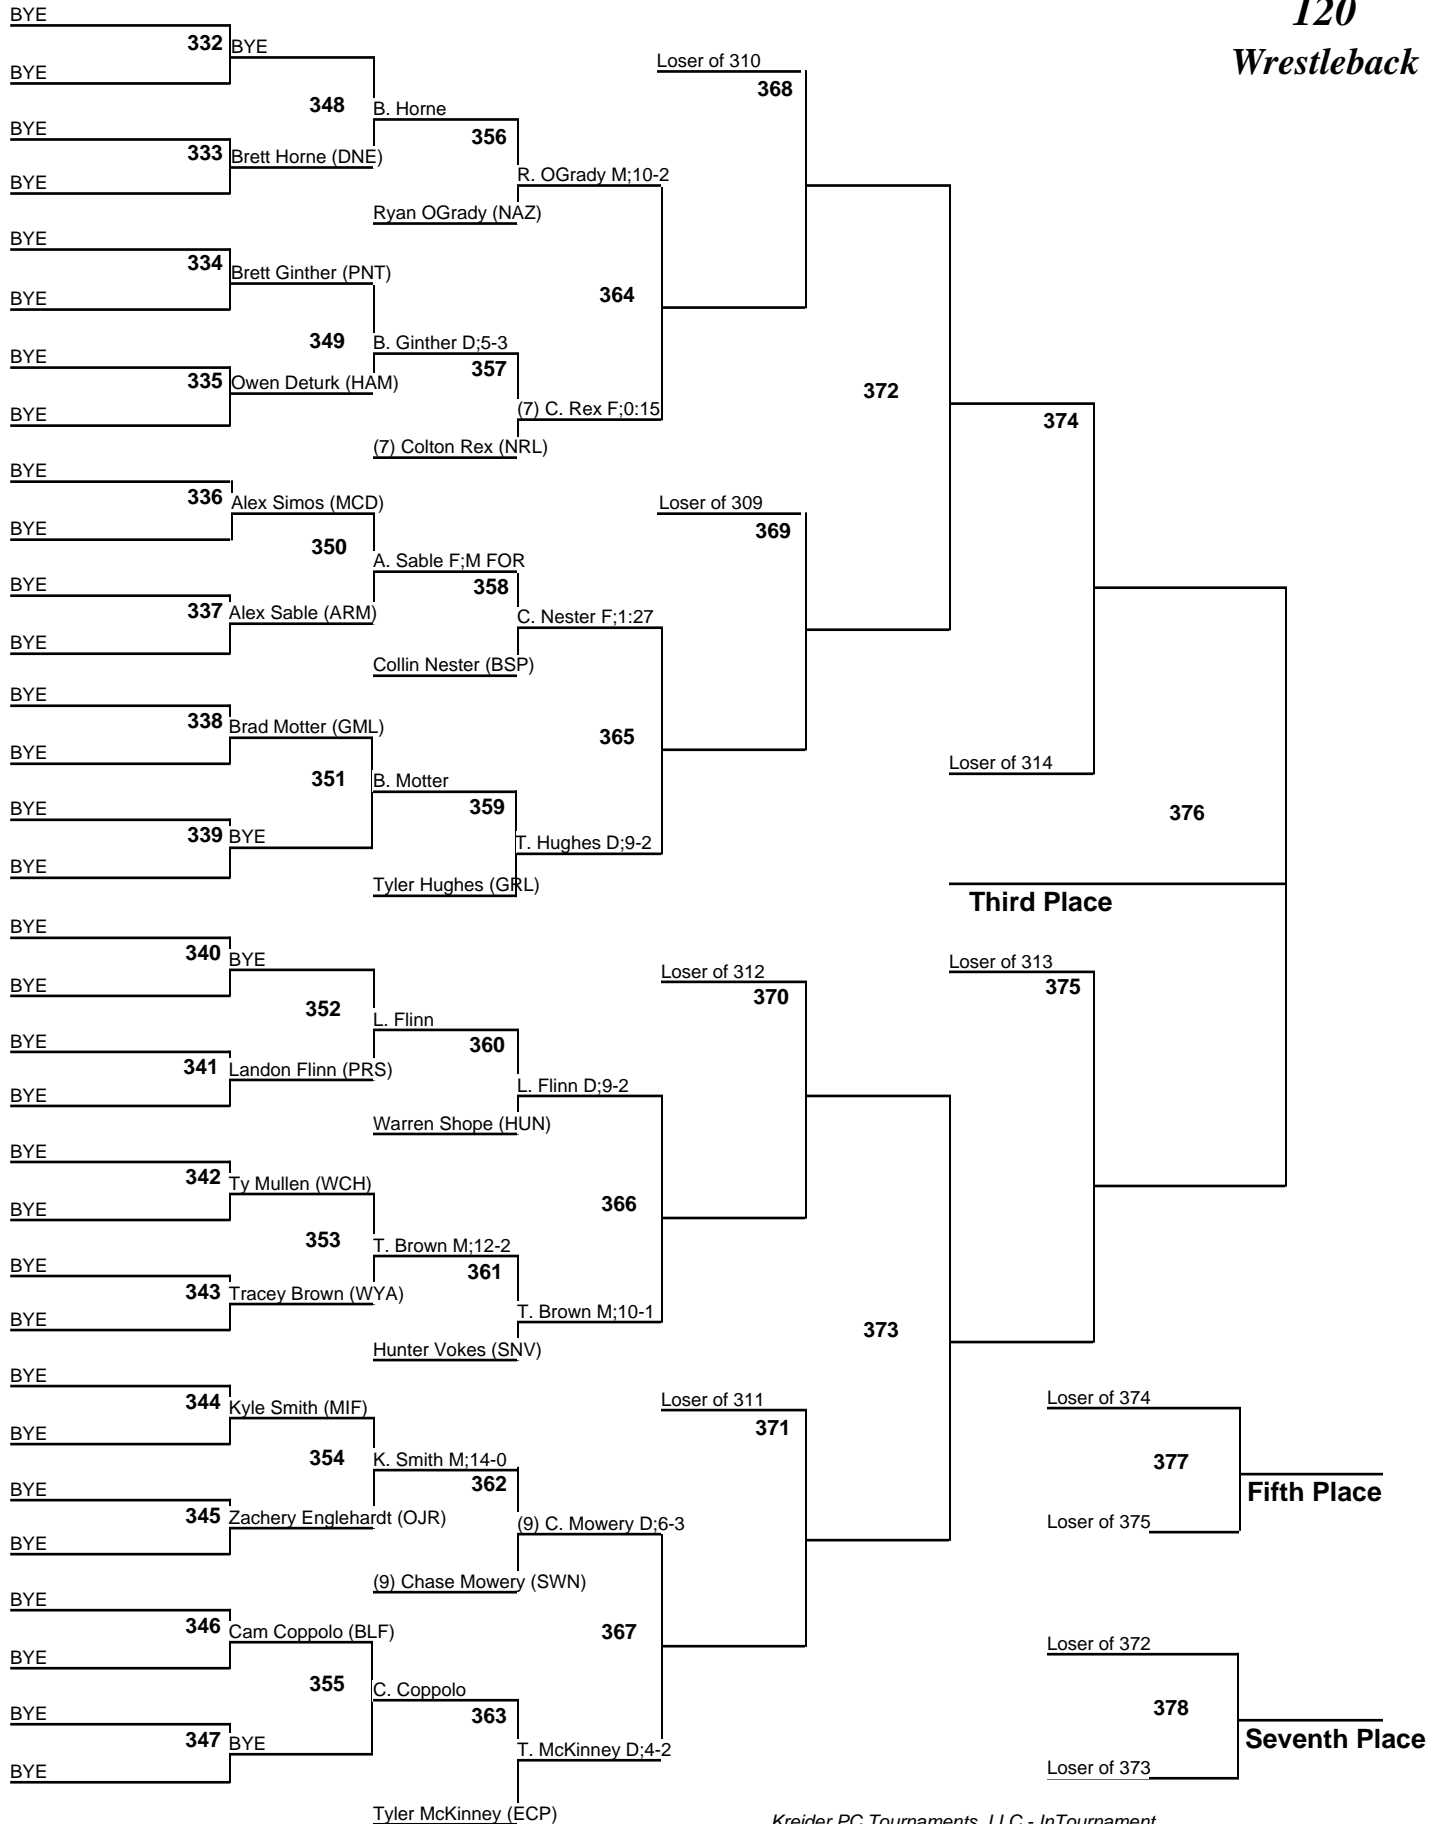 120
Wrestleback
BYE
332
BYE
BYE
348
B. Horne
BYE
333
Brett Horne (DNE)
BYE
356
R. OGrady M;10-2
Ryan OGrady (NAZ)
BYE
334
Brett Ginther (PNT)
BYE
364
349
B. Ginther D;5-3
BYE
335
Owen Deturk (HAM)
BYE
357
(7) C. Rex F;0:15
(7) Colton Rex (NRL)
Loser of 310
368
372
374
BYE
336
Alex Simos (MCD)
BYE
350
A. Sable F;M FOR
BYE
337
Alex Sable (ARM)
BYE
358
C. Nester F;1:27
Collin Nester (BSP)
Loser of 309
369
BYE
338
Brad Motter (GML)
BYE
365
351
B. Motter
BYE
339
BYE
BYE
359
T. Hughes D;9-2
Tyler Hughes (GRL)
Loser of 314
376
Third Place
BYE
340
BYE
BYE
352
L. Flinn
BYE
341
Landon Flinn (PRS)
BYE
360
L. Flinn D;9-2
Warren Shope (HUN)
Loser of 312
370
Loser of 313
375
BYE
342
Ty Mullen (WCH)
BYE
366
353
T. Brown M;12-2
BYE
343
Tracey Brown (WYA)
BYE
361
T. Brown M;10-1
Hunter Vokes (SNV)
373
BYE
344
Kyle Smith (MIF)
BYE
354
K. Smith M;14-0
BYE
345
Zachery Englehardt (OJR)
BYE
362
(9) C. Mowery D;6-3
(9) Chase Mowery (SWN)
Loser of 311
371
Loser of 374
377
Fifth Place
Loser of 375
BYE
346
Cam Coppolo (BLF)
BYE
367
355
C. Coppolo
BYE
347
BYE
BYE
363
T. McKinney D;4-2
Tyler McKinney (ECP)
Loser of 372
378
Seventh Place
Loser of 373
Kreider PC Tournaments, LLC - InTournament